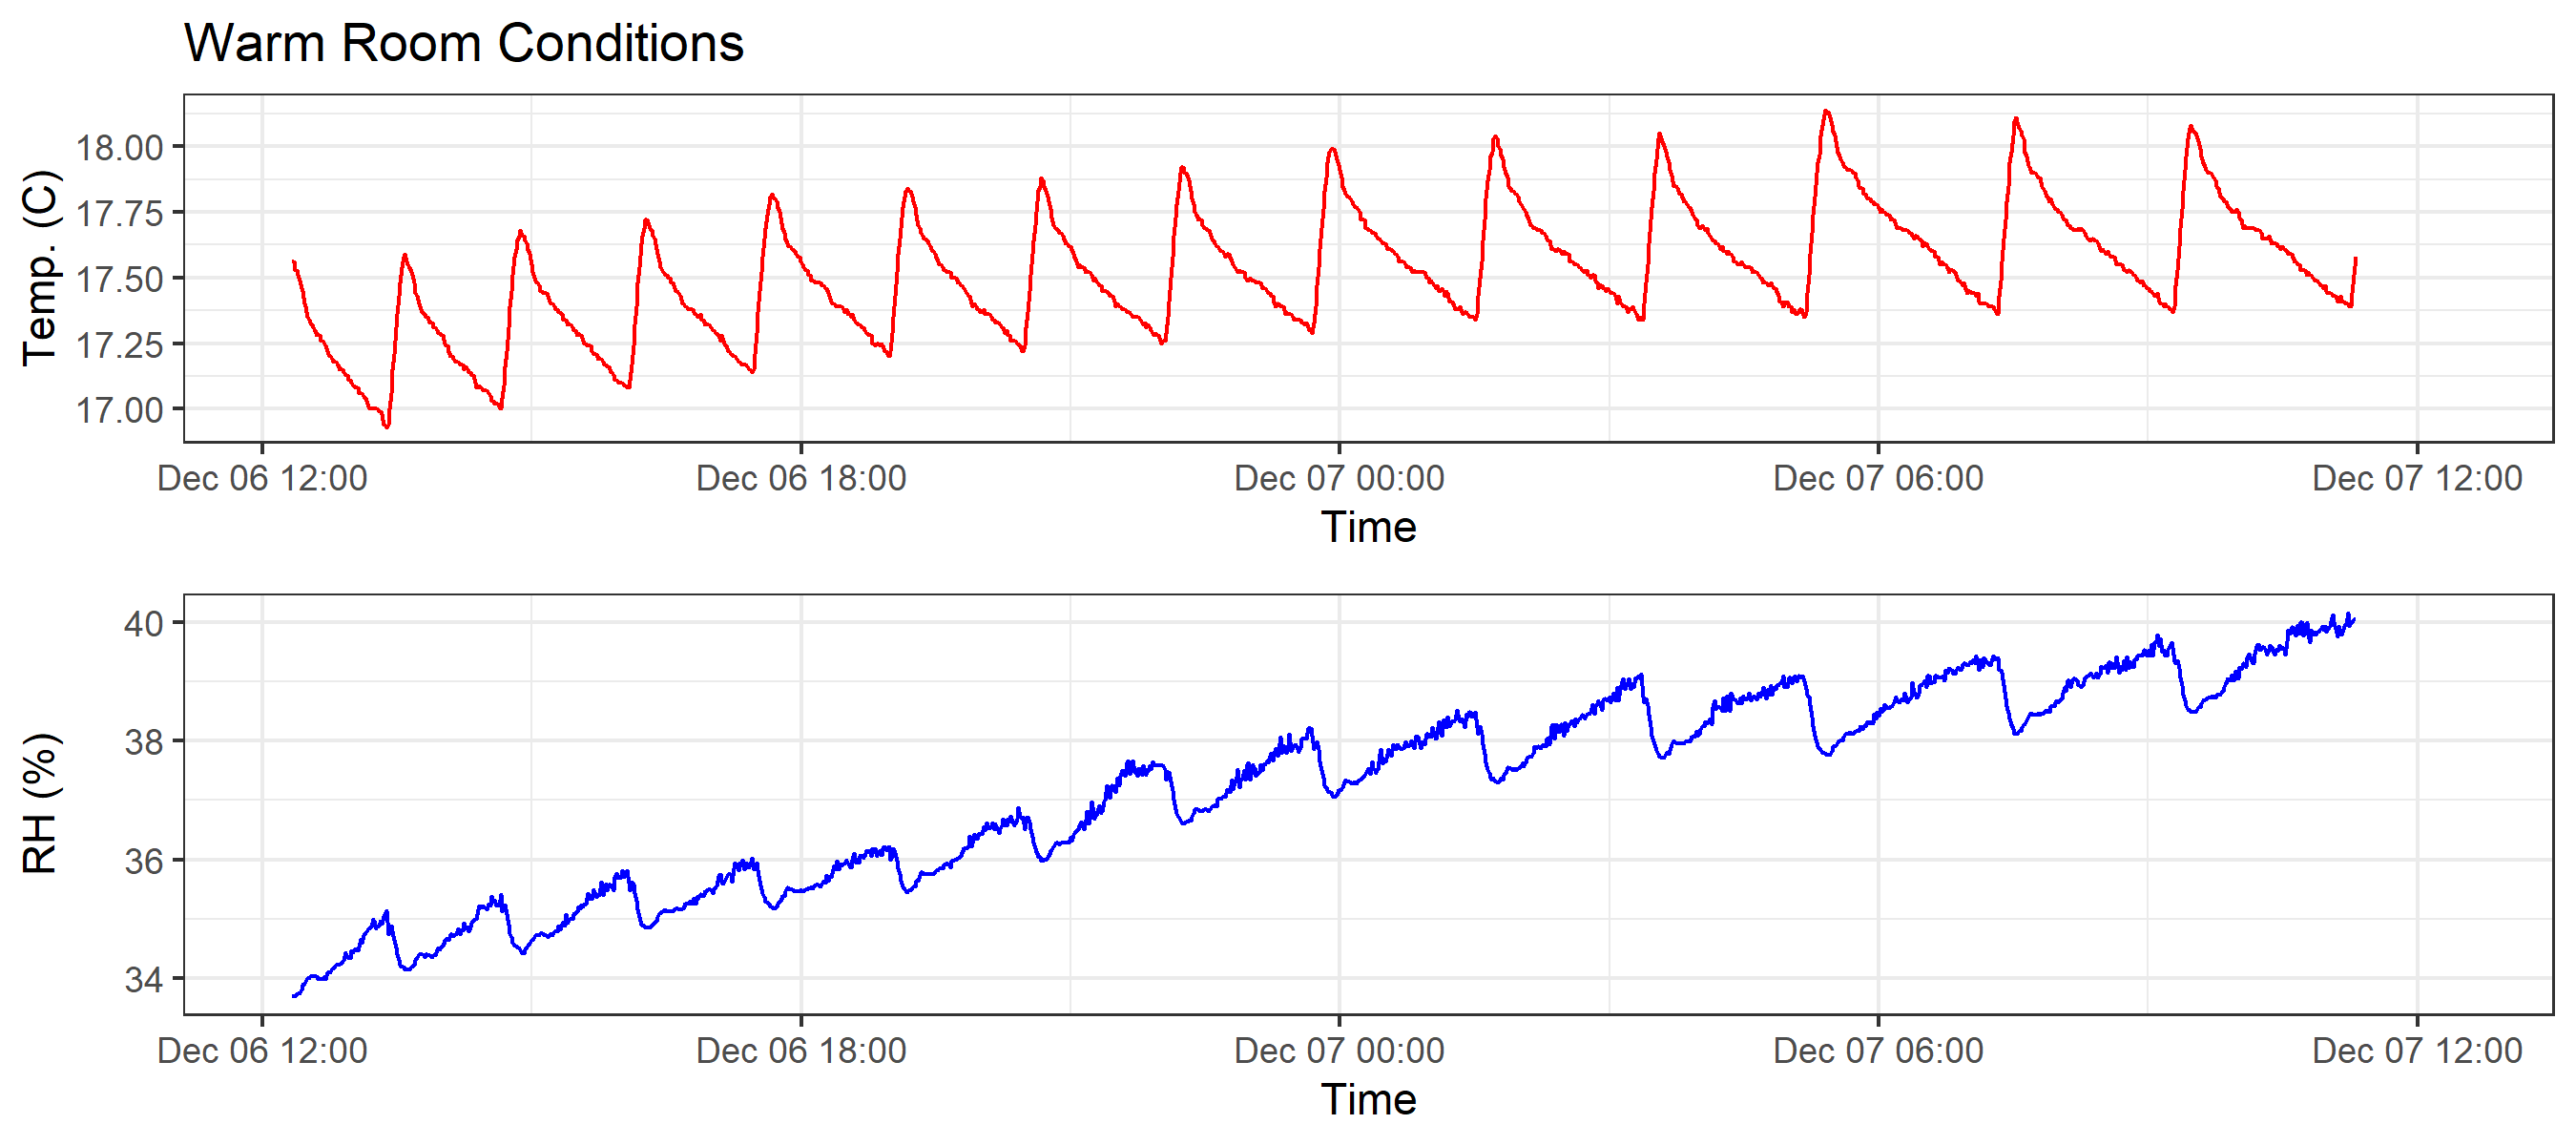 Warm Room Conditions
Temp. (C)
18.00
17.75
17.50
17.25
17.00
Dec 06 12:00 Dec 06 18:00 Dec 07 00:00 Dec 07 06:00 Dec 07 12:00
Time
RH (%)
40
38
36
34
Dec 06 12:00 Dec 06 18:00 Dec 07 00:00 Dec 07 06:00 Dec 07 12:00
Time